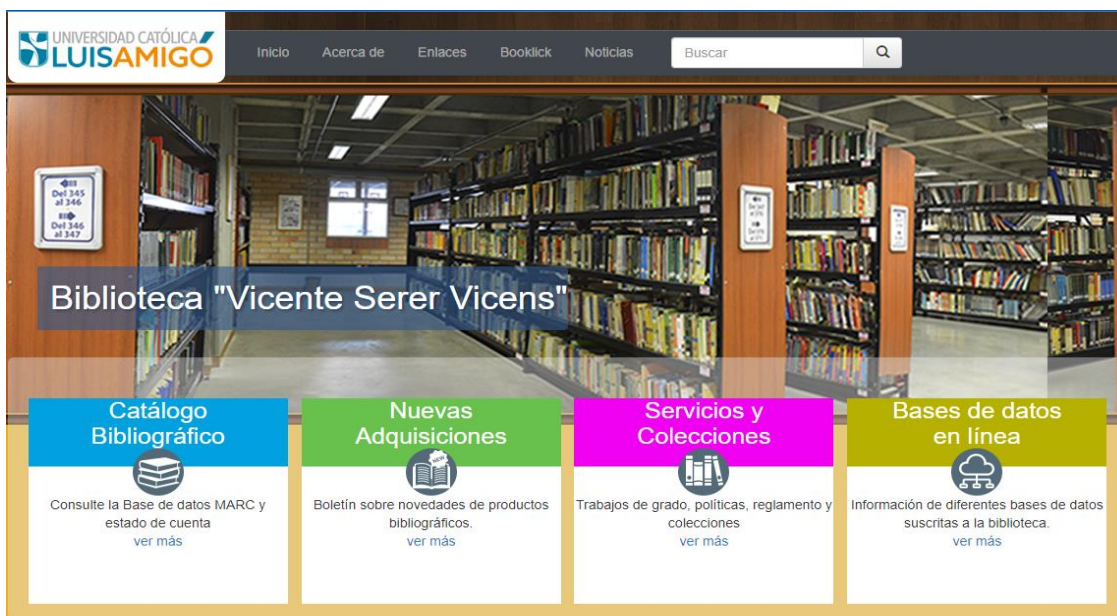 UNIVERSIDAD CATÓLICA
LUISAMIGO
Inicio Acerca de Enlaces Booklick Noticias Buscar
Del 345
al 346
Del 346
al 347
Biblioteca "Vicente Serer Vicens"
Catálogo
Bibliográfico
Consulte la Base de datos MARC y
estado de cuenta
ver más
Nuevas
Adquisiciones
NEW
Boletín sobre novedades de productos
bibliográficos.
ver más
Servicios y
Colecciones
Trabajos de grado, políticas, reglamento y
colecciones
ver más
Bases de datos
en línea
Información de diferentes bases de datos
suscritas a la biblioteca.
ver más